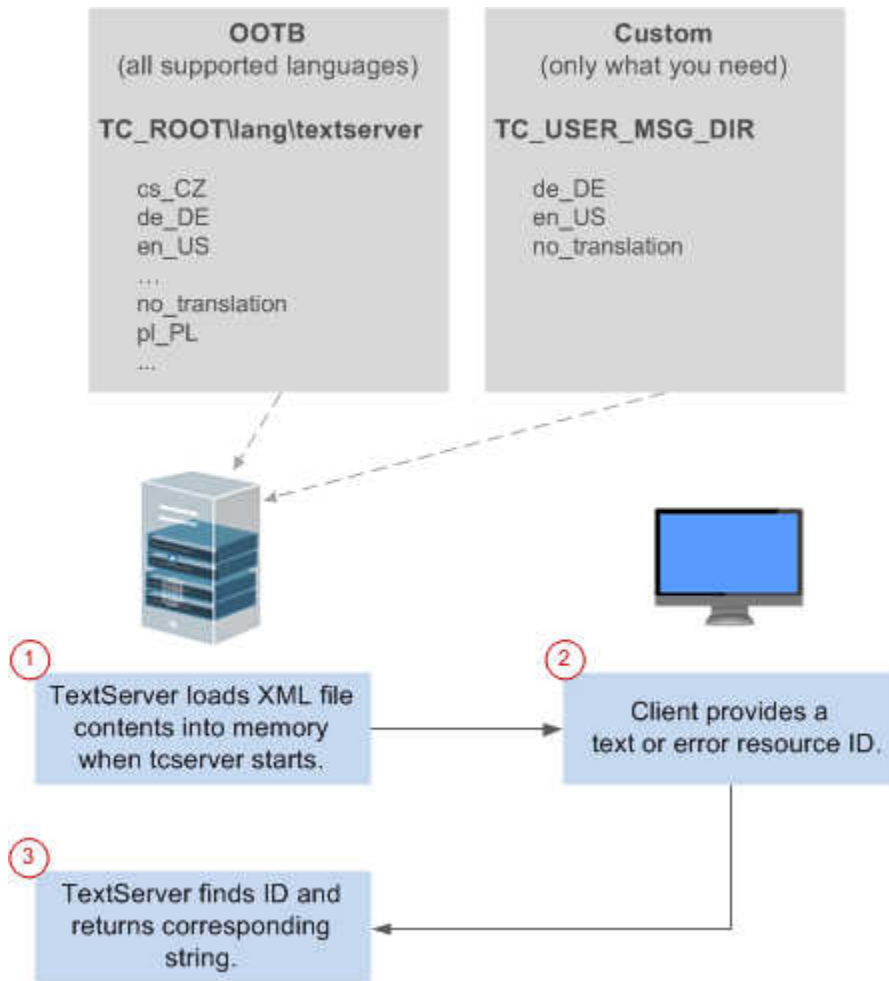 OOTB
(all supported languages)
TC_ROOT\lang\textserver
cs_CZ
de_DE
en_US
...
no_translation
pl_PL
...
Custom
(only what you need)
TC_USER_MSG_DIR
de_DE
en_US
no_translation
1
TextServer loads XML file
contents into memory
when tcserver starts.
2
Client provides a
text or error resource ID.
3
TextServer finds ID and
returns corresponding
string.